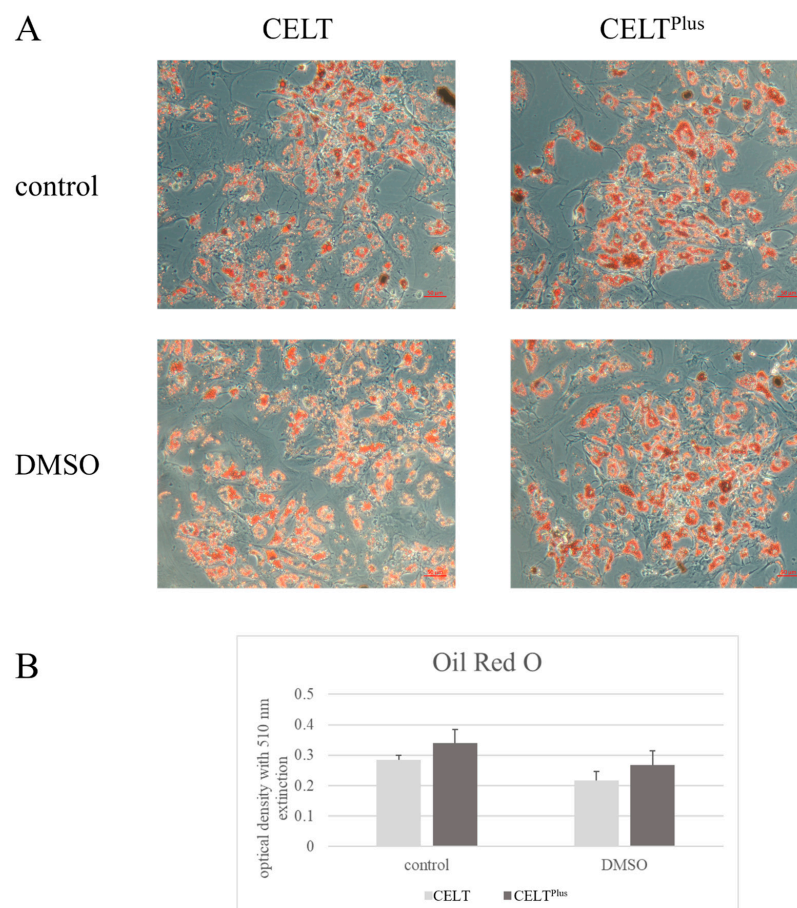 A
CELT
CELTPlus
control
DMSO
B
Oil Red O
optical density with 510 nm
extinction
0.5
0.4
0.3
0.2
0.1
0
control
DMSO
CELT
CELTPlus